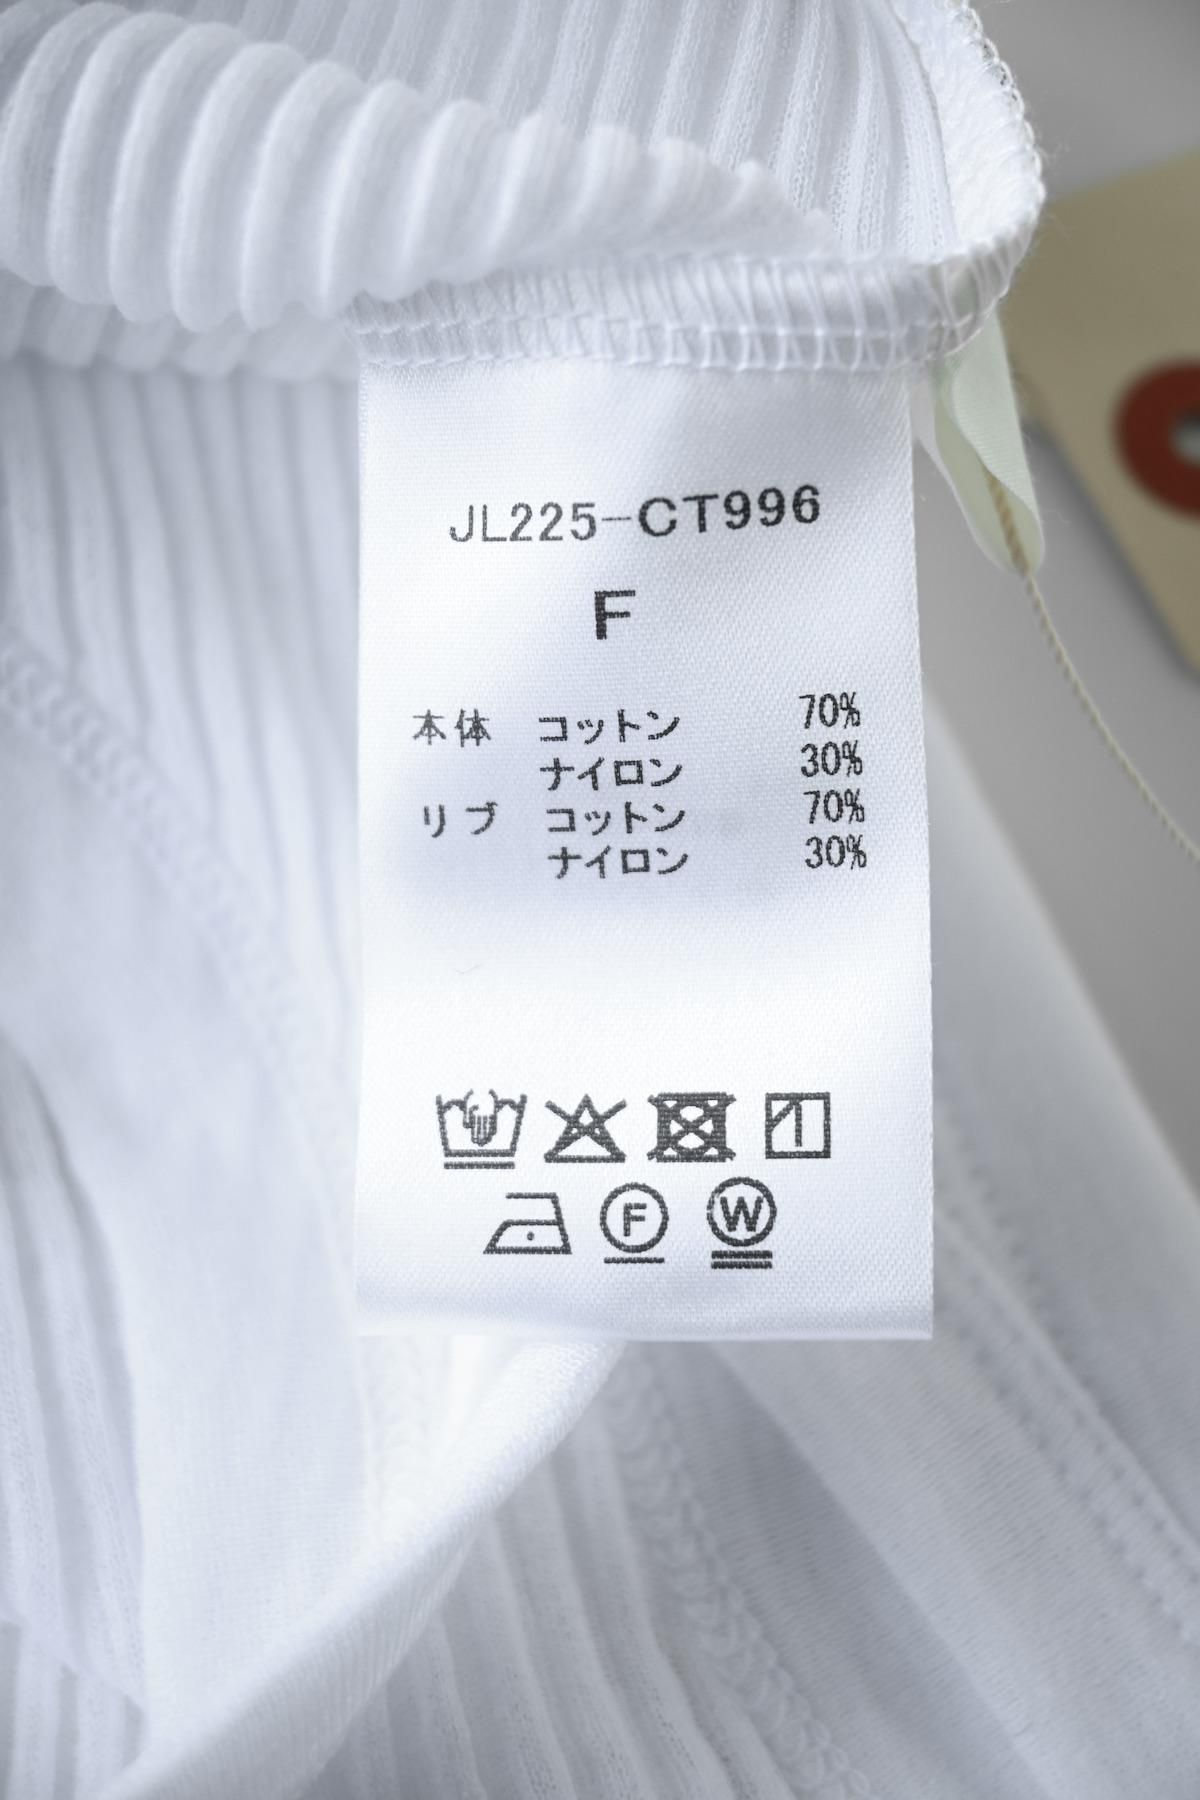 JL225-CT996
F
本体 コットン 70%
ナイロン 30%
リブ コットン 70%
ナイロン 30%
F W